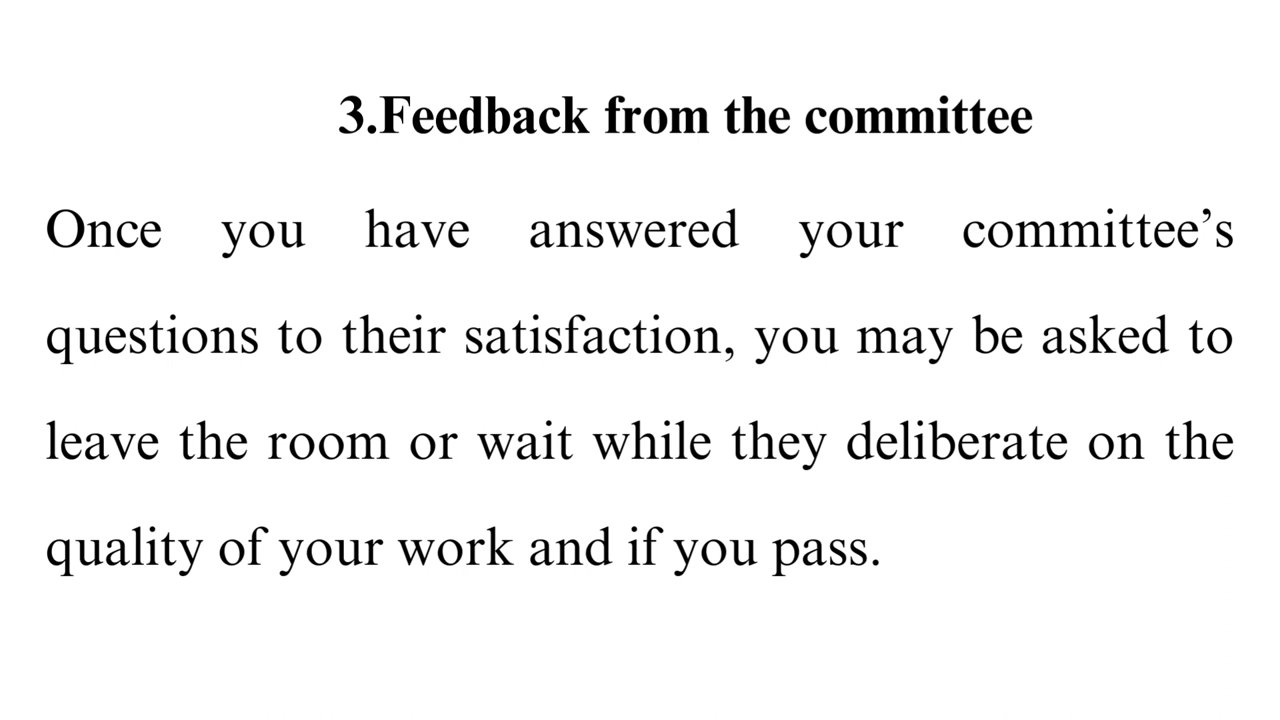 3.Feedback from the committee
Once you have answered your committee’s
questions to their satisfaction, you may be asked to
leave the room or wait while they deliberate on the
quality of your work and if you pass.